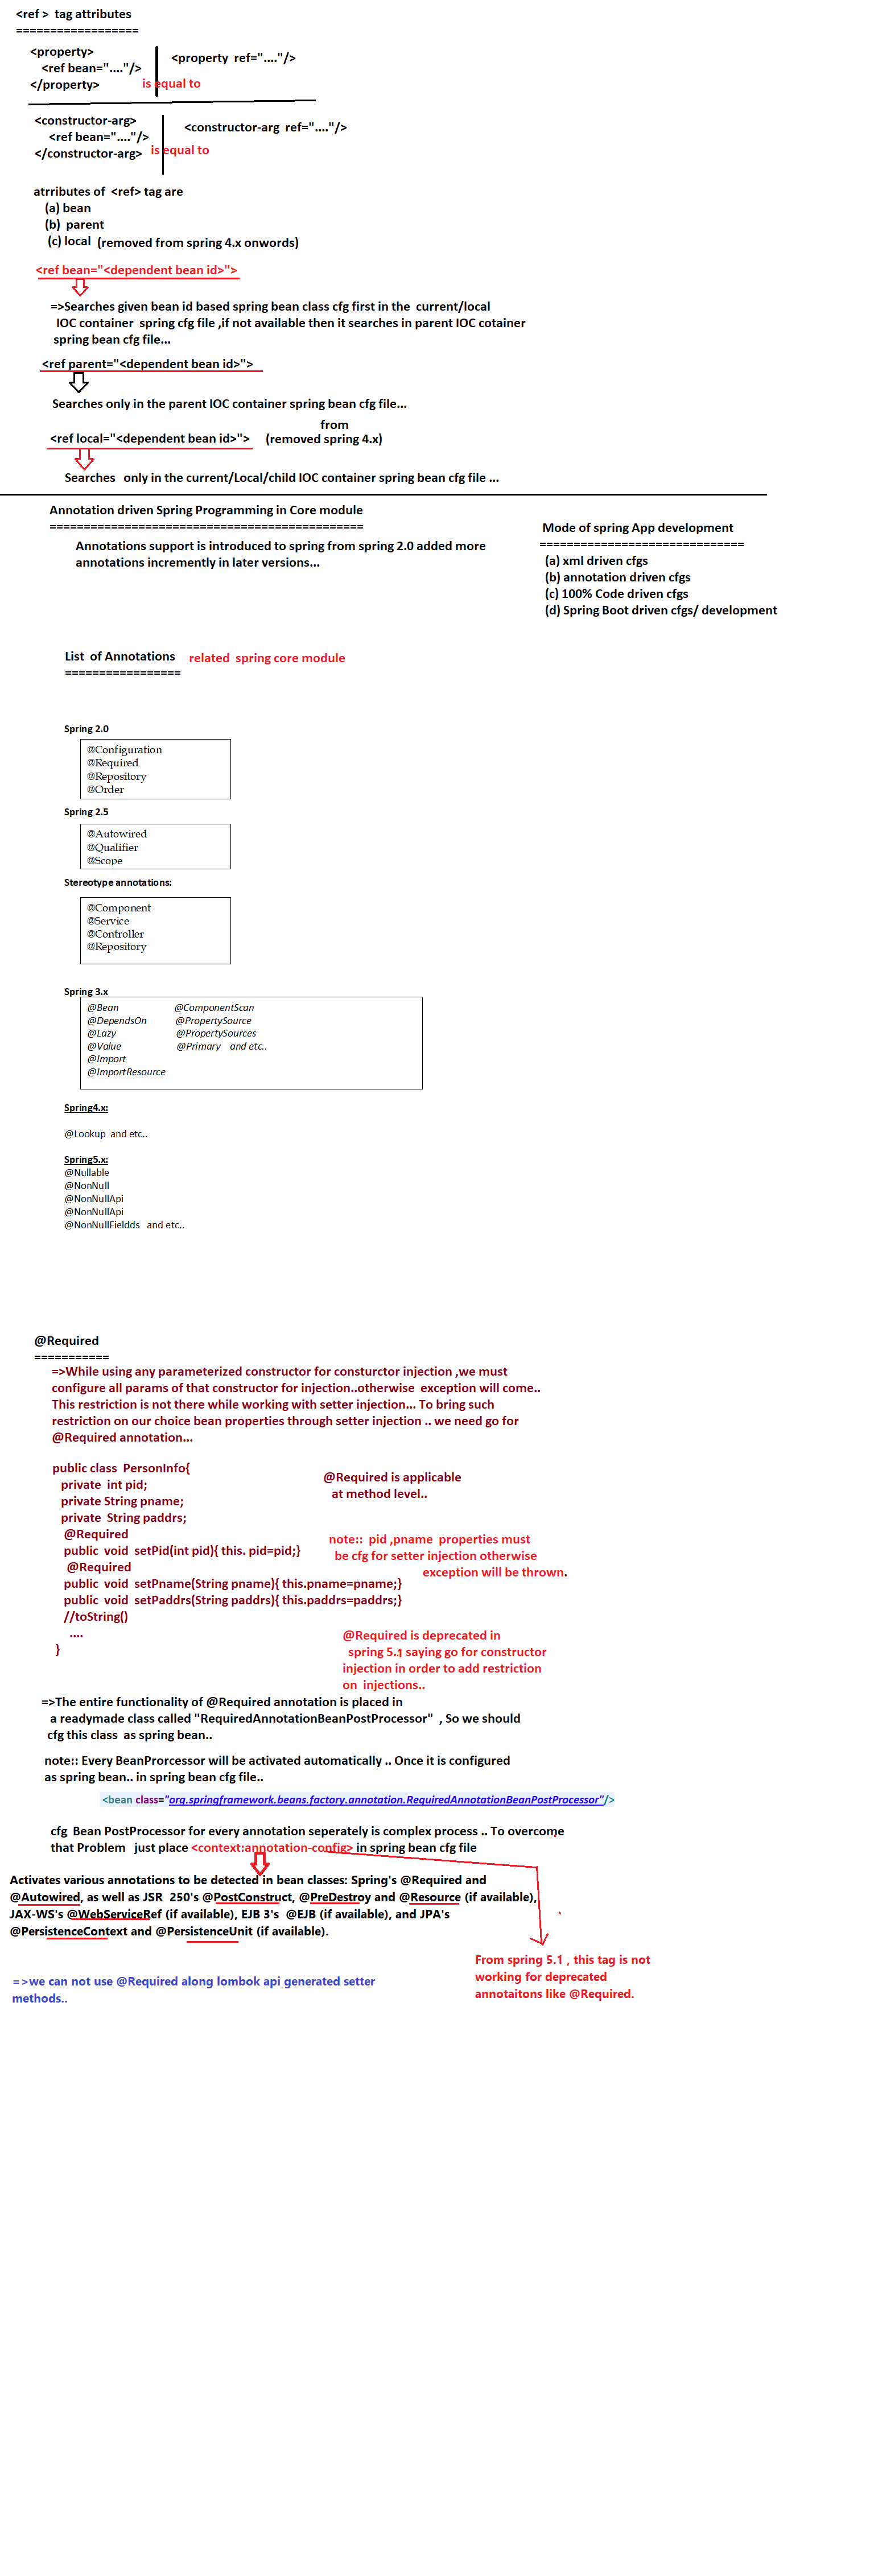 <ref > tag attributes
==================
<property>
<ref bean="...."/>
</property>
<property ref="...."/>
is equal to
<constructor-arg>
<ref bean="...."/>
</constructor-arg>
<constructor-arg ref="...."/>
is equal to
atrributes of <ref> tag are
(a) bean
(b) parent
(c) local (removed from spring 4.x onwords)
<ref bean="<dependent bean id>">
=>Searches given bean id based spring bean class cfg first in the current/local
IOC container spring cfg file ,if not available then it searches in parent IOC cotainer
spring bean cfg file...
<ref parent="<dependent bean id>">
Searches only in the parent IOC container spring bean cfg file...
from
<ref local="<dependent bean id>"> (removed spring 4.x)
Searches only in the current/Local/child IOC container spring bean cfg file ...
Annotation driven Spring Programming in Core module
==============================================
Annotations support is introduced to spring from spring 2.0 added more
annotations incremently in later versions...
Mode of spring App development
==============================
(a) xml driven cfgs
(b) annotation driven cfgs
(c) 100% Code driven cfgs
(d) Spring Boot driven cfgs/ development
List of Annotations related spring core module
=================
Spring 2.0
@Configuration
@Required
@Repository
@Order
Spring 2.5
@Autowired
@Qualifier
@Scope
Stereotype annotations:
@Component
@Service
@Controller
@Repository
Spring 3.x
@Bean @ComponentScan
@DependsOn @PropertySource
@Lazy @PropertySources
@Value @Primary and etc..
@Import
@ImportResource
Spring4.x:
@Lookup and etc..
Spring5.x:
@Nullable
@NonNull
@NonNullApi
@NonNullApi
@NonNullFieldds and etc..
@Required
===========
=>While using any parameterized constructor for consturctor injection ,we must
configure all params of that constructor for injection..otherwise exception will come..
This restriction is not there while working with setter injection... To bring such
restriction on our choice bean properties through setter injection .. we need go for
@Required annotation...
public class PersonInfo{
private int pid;
private String pname;
private String paddrs;
@Required
public void setPid(int pid){ this. pid=pid;}
@Required
public void setPname(String pname){ this.pname=pname;}
public void setPaddrs(String paddrs){ this.paddrs=paddrs;}
//toString()
....
}
@Required is applicable
at method level..
note:: pid ,pname properties must
be cfg for setter injection otherwise
exception will be thrown.
@Required is deprecated in
spring 5..1 saying go for constructor
injection in order to add restriction
on injections..
=>The entire functionality of @Required annotation is placed in
a readymade class called "RequiredAnnotationBeanPostProcessor" , So we should
cfg this class as spring bean..
note:: Every BeanProrcessor will be activated automatically .. Once it is configured
as spring bean.. in spring bean cfg file..
<bean class="org.springframework.beans.factory.annotation.RequiredAnnotationBeanPostProcessor"/>
cfg Bean PostProcessor for every annotation seperately is complex process .. To overcome
that Problem just place <context:annotation-config> in spring bean cfg file
Activates various annotations to be detected in bean classes: Spring's @Required and
@Autowired, as well as JSR 250's @PostConstruct, @PreDestroy and @Resource (if available),
JAX-WS's @WebServiceRef (if available), EJB 3's @EJB (if available), and JPA's
@PersistenceContext and @PersistenceUnit (if available).
From spring 5.1 , this tag is not
working for deprecated
annotaitons like @Required.
=>we can not use @Required along lombok api generated setter
methods..